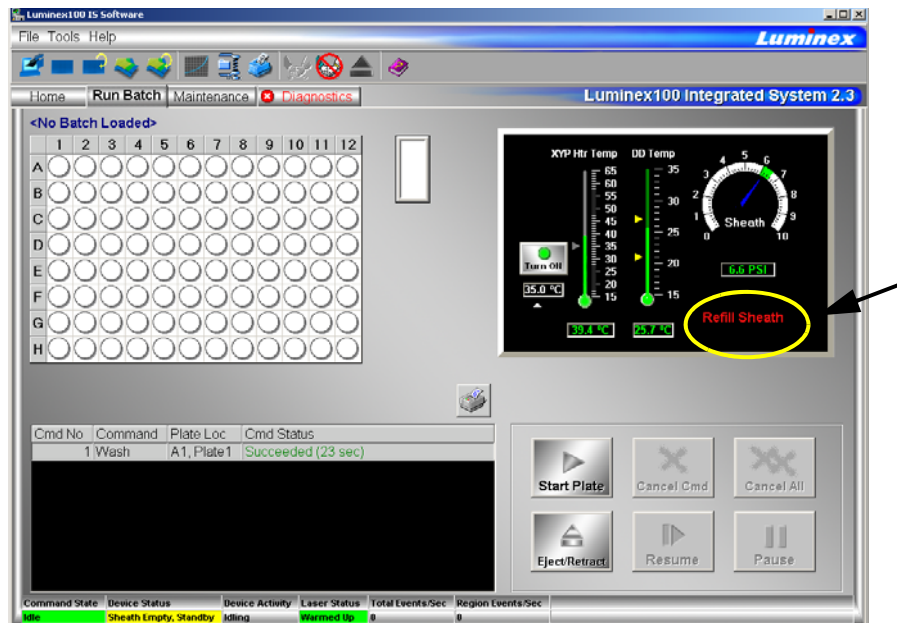 Luminex100 IS Software
File Tools Help
Luminex
Home Run Batch Maintenance Diagnostics
Luminex100 Integrated System 2.3
<No Batch Loaded>
1 2 3 4 5 6 7 8 9 10 11 12
A
B
C
D
E
F
G
H
XYP Htr Temp
65
60
55
50
45
40
35
30
25
20
15
DD Temp
35
30
25
20
15
0 1 2 3 4 5 6 7 8 9 10
Sheath
Turn Off
35.0 °C
6.6 PSI
Refill Sheath
39.4 °C 25.7 °C
Cmd No Command Plate Loc Cmd Status
1 Wash A1, Plate1 Succeeded (23 sec)
Start Plate Cancel Cmd Cancel All
Eject/Retract Resume Pause
Command State Device Status Device Activity Laser Status Total Events/Sec Region Events/Sec
Idle Sheath Empty, Standby Idling Warmed Up 0 0